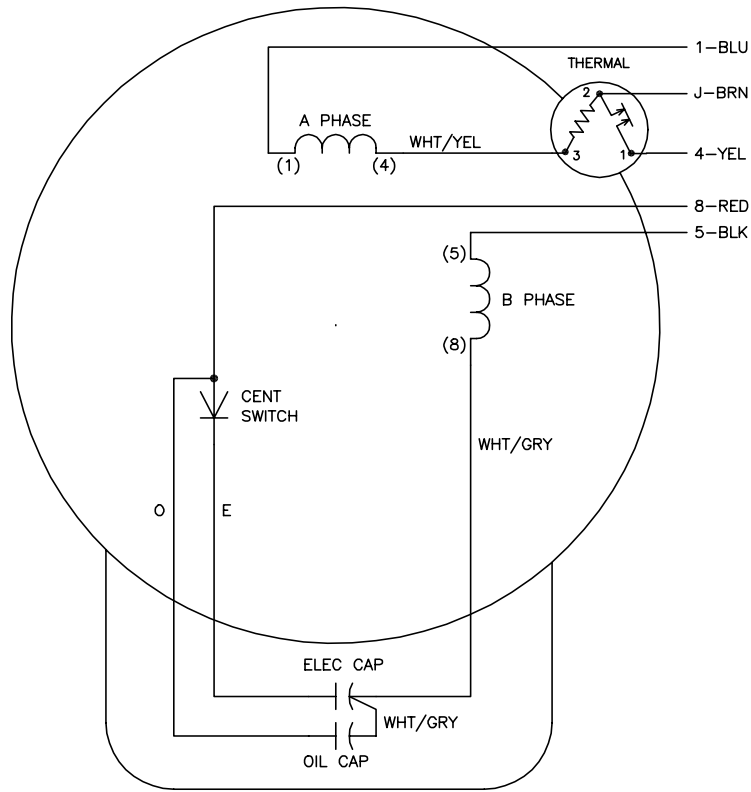 1-BLU
THERMAL
J-BRN
2
A PHASE
WHT/YEL
3
1
4-YEL
(1)
(4)
8-RED
5-BLK
(5)
B PHASE
(8)
CENT
SWITCH
WHT/GRY
O
E
ELEC CAP
WHT/GRY
OIL CAP